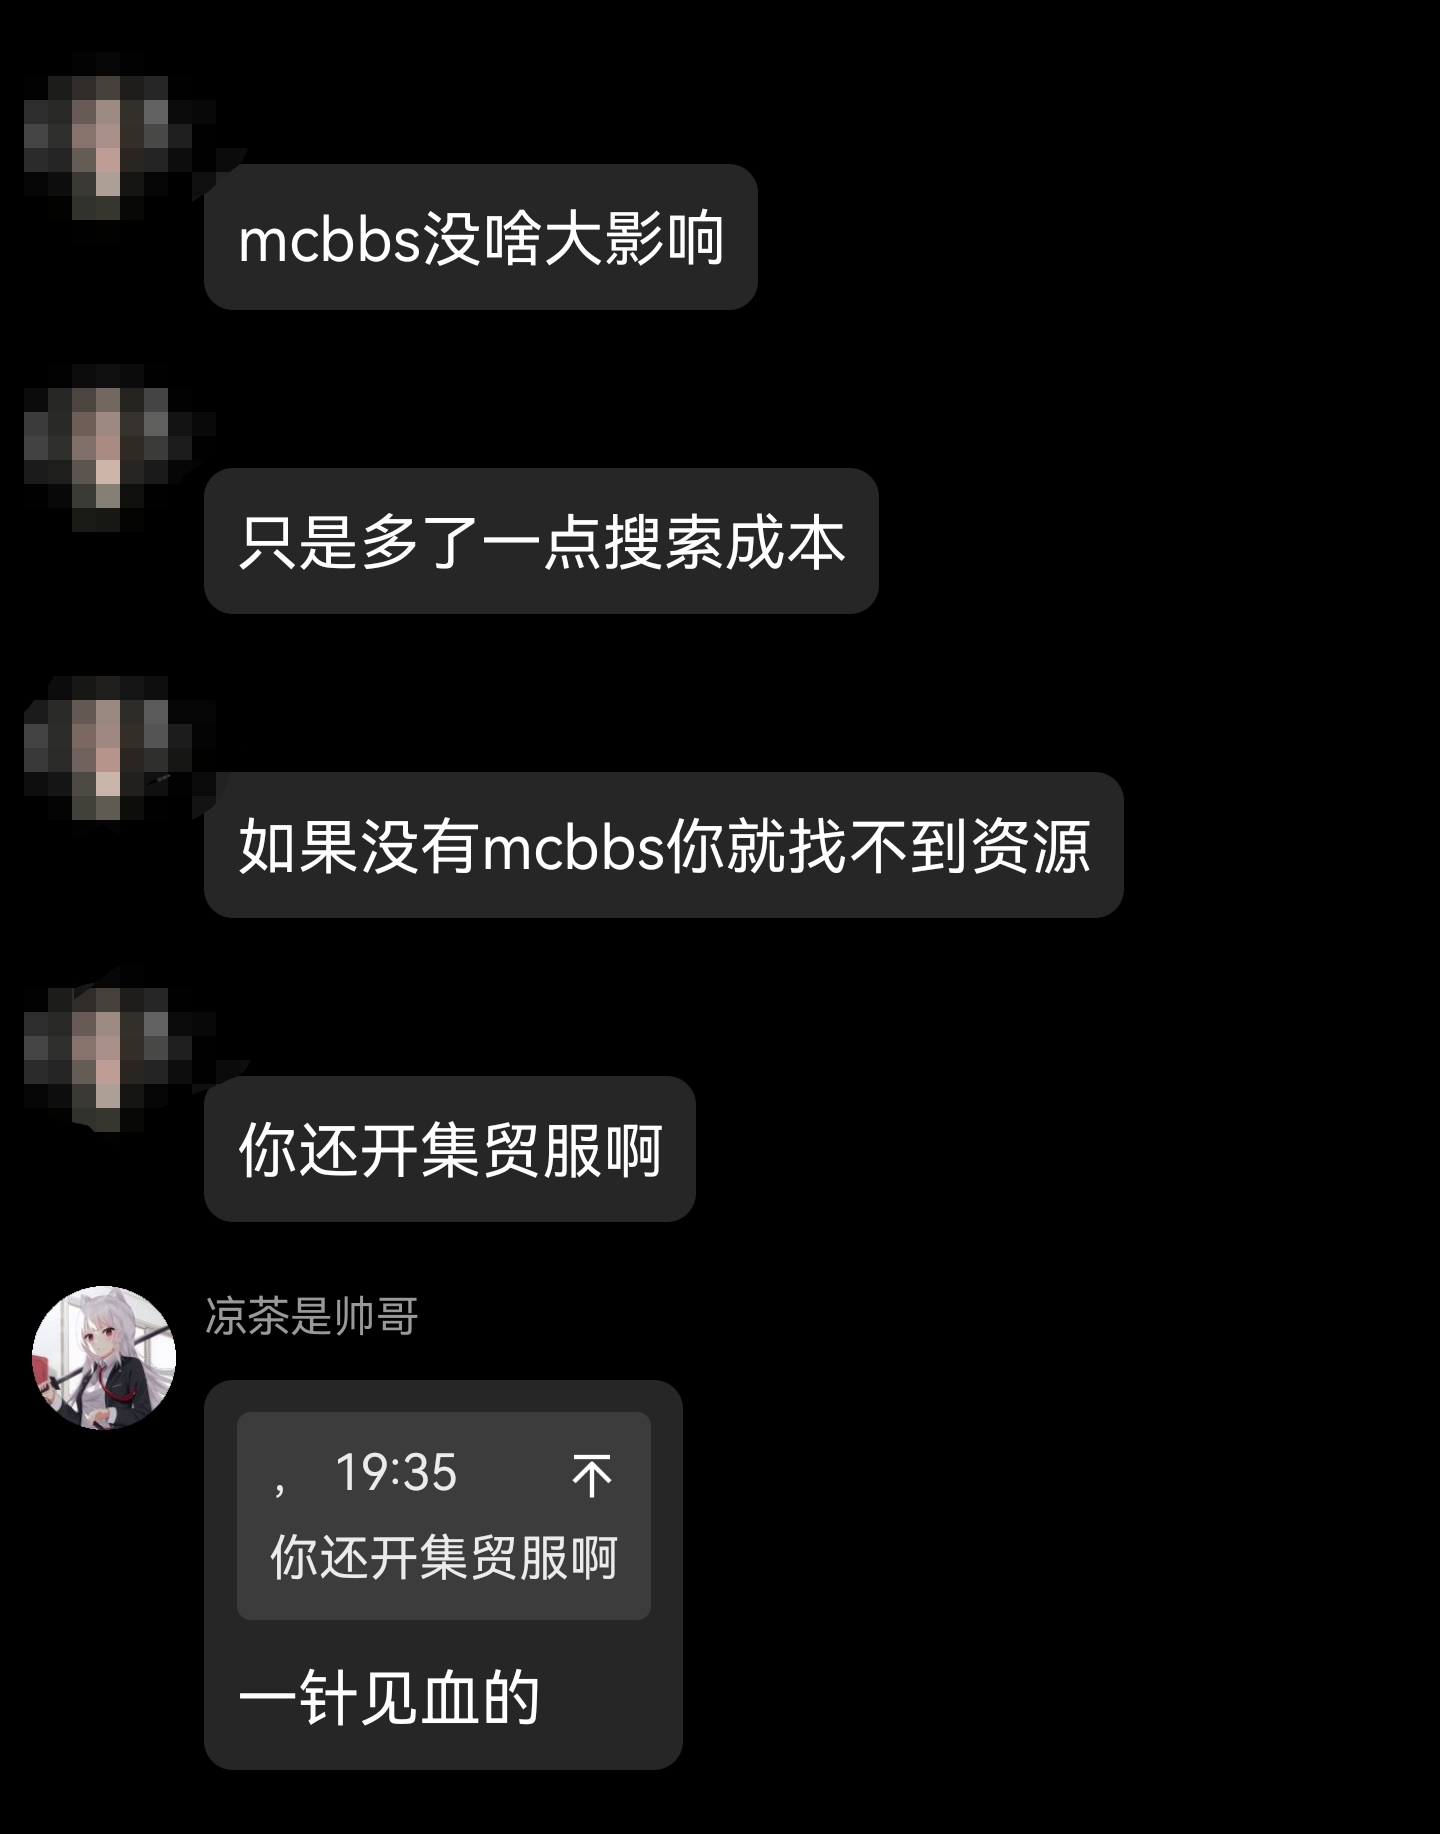 mcbbs没啥大影响
只是多了一点搜索成本
如果没有mcbbs你就找不到资源
你还开集贸服啊
凉茶是帅哥
， 19:35
你还开集贸服啊
一针见血的